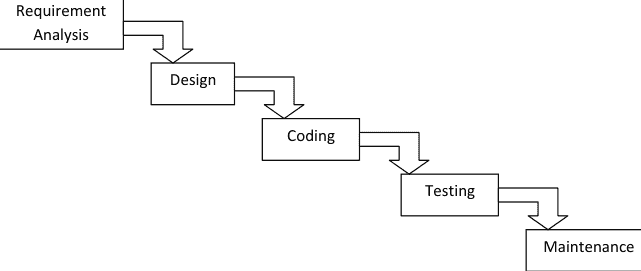 Requirement
Analysis
Design
Coding
Testing
Maintenance